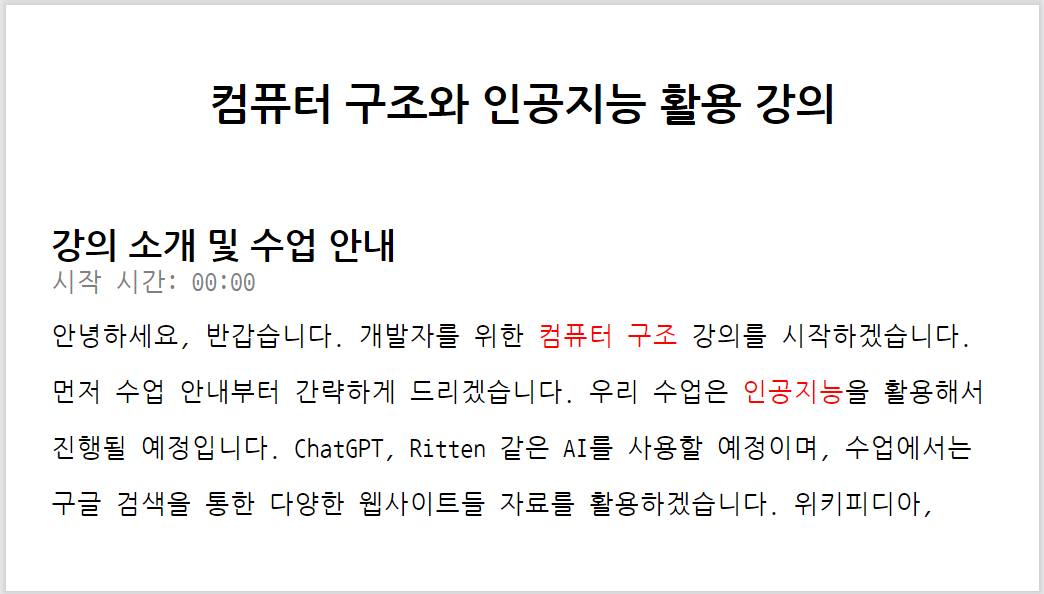 컴퓨터 구조와 인공지능 활용 강의
강의 소개 및 수업 안내
시작 시간: 00:00
안녕하세요, 반갑습니다. 개발자를 위한 컴퓨터 구조 강의를 시작하겠습니다.
먼저 수업 안내부터 간략하게 드리겠습니다. 우리 수업은 인공지능을 활용해서
진행될 예정입니다. ChatGPT, Ritten 같은 AI를 사용할 예정이며, 수업에서는
구글 검색을 통한 다양한 웹사이트들 자료를 활용하겠습니다. 위키피디아,